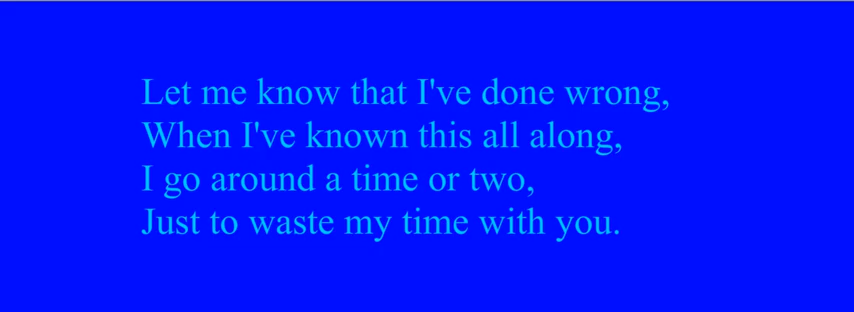 Let me know that I've done wrong,
When I've known this all along,
I go around a time or two,
Just to waste my time with you.